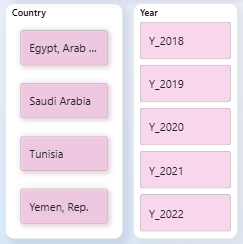 Country
Egypt, Arab ...
Saudi Arabia
Tunisia
Yemen, Rep.
Year
Y_2018
Y_2019
Y_2020
Y_2021
Y_2022